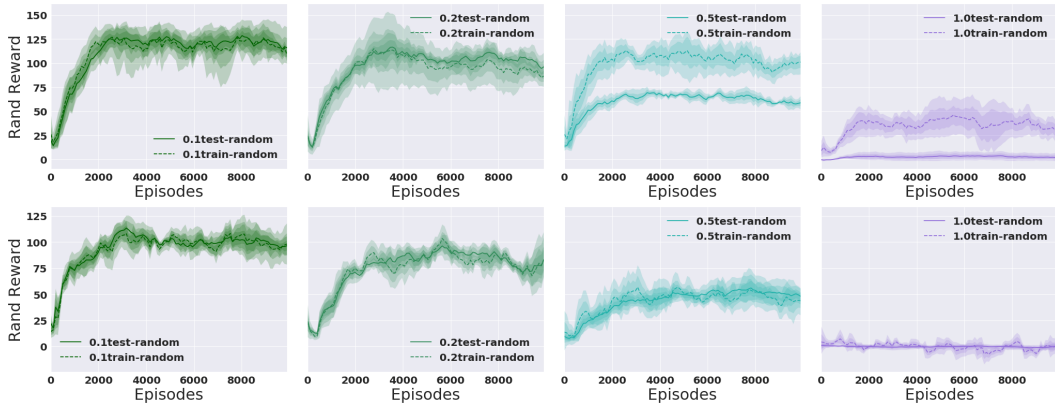 Rand Reward
150
125
100
75
50
25
0
0.1test-random
0.1train-random
0 2000 4000 6000 8000
Episodes
0.2test-random
0.2train-random
0 2000 4000 6000 8000
Episodes
0.5test-random
0.5train-random
0 2000 4000 6000 8000
Episodes
1.0test-random
1.0train-random
0 2000 4000 6000 8000
Episodes
Rand Reward
125
100
75
50
25
0
0.1test-random
0.1train-random
0 2000 4000 6000 8000
Episodes
0.2test-random
0.2train-random
0 2000 4000 6000 8000
Episodes
0.5test-random
0.5train-random
0 2000 4000 6000 8000
Episodes
1.0test-random
1.0train-random
0 2000 4000 6000 8000
Episodes